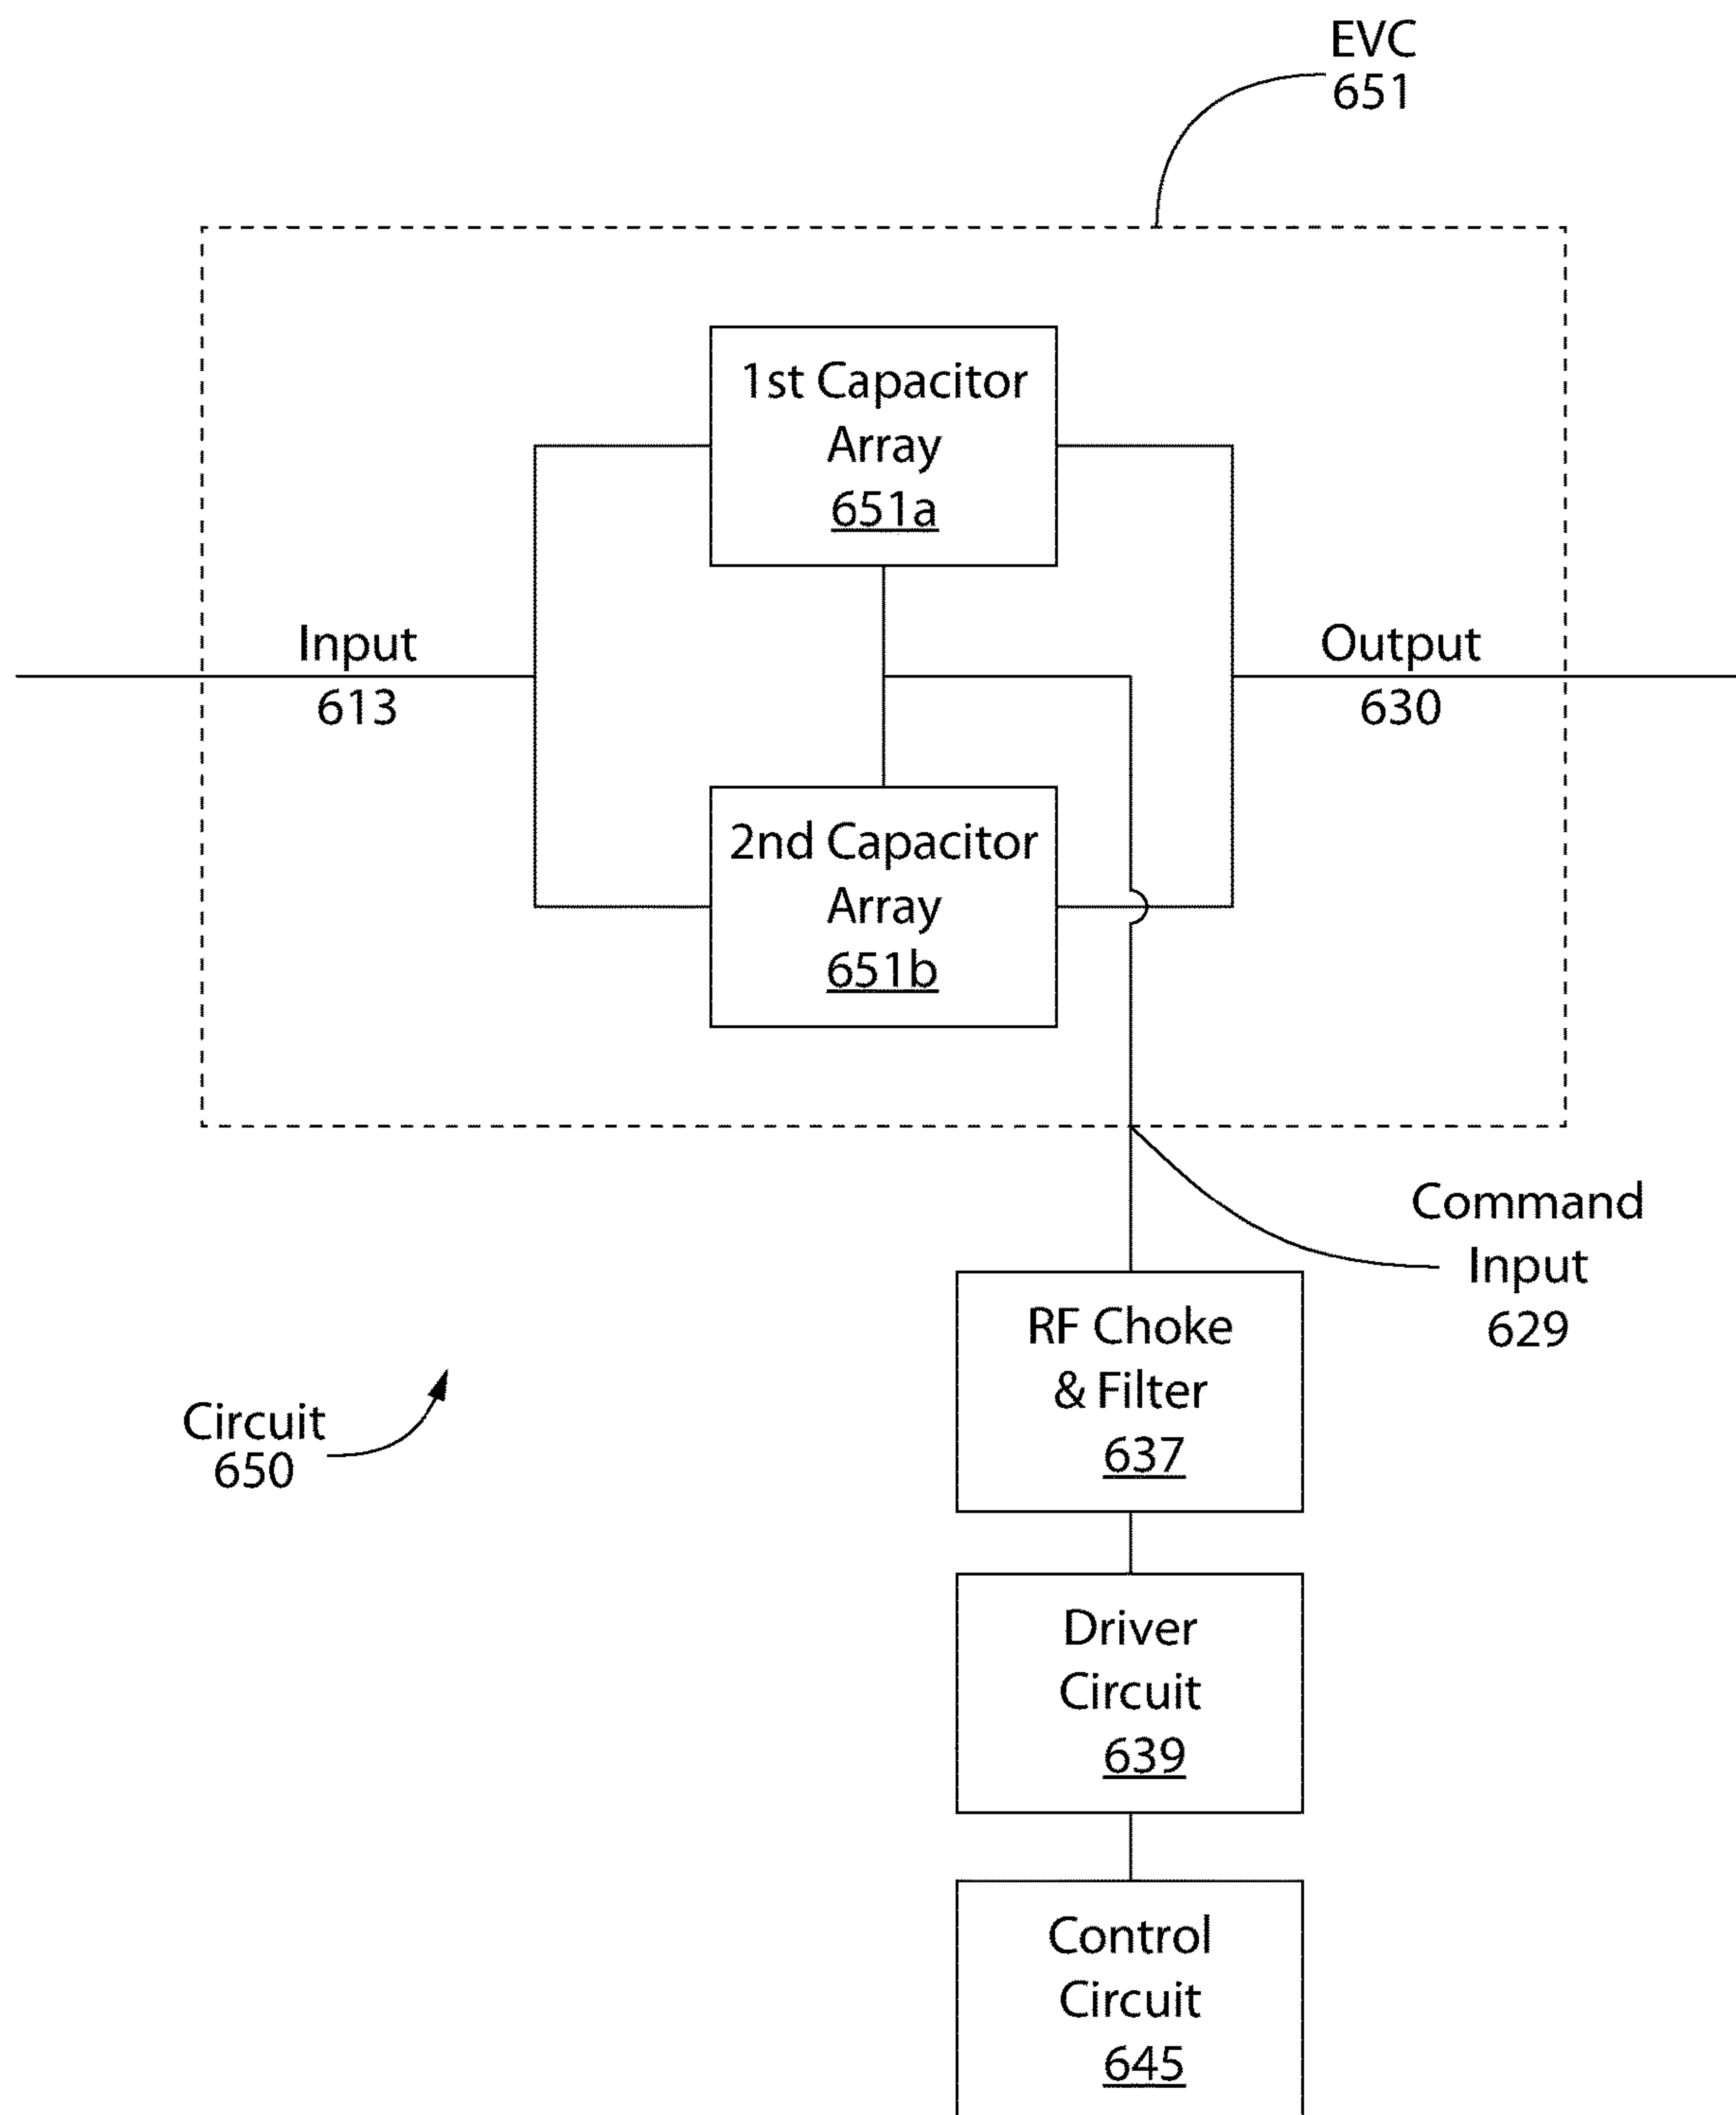 EVC
651
1st Capacitor
Array
651a
Input
613
Output
630
2nd Capacitor
Array
651b
Command
Input
629
RF Choke
& Filter
637
Circuit
650
Driver
Circuit
639
Control
Circuit
645